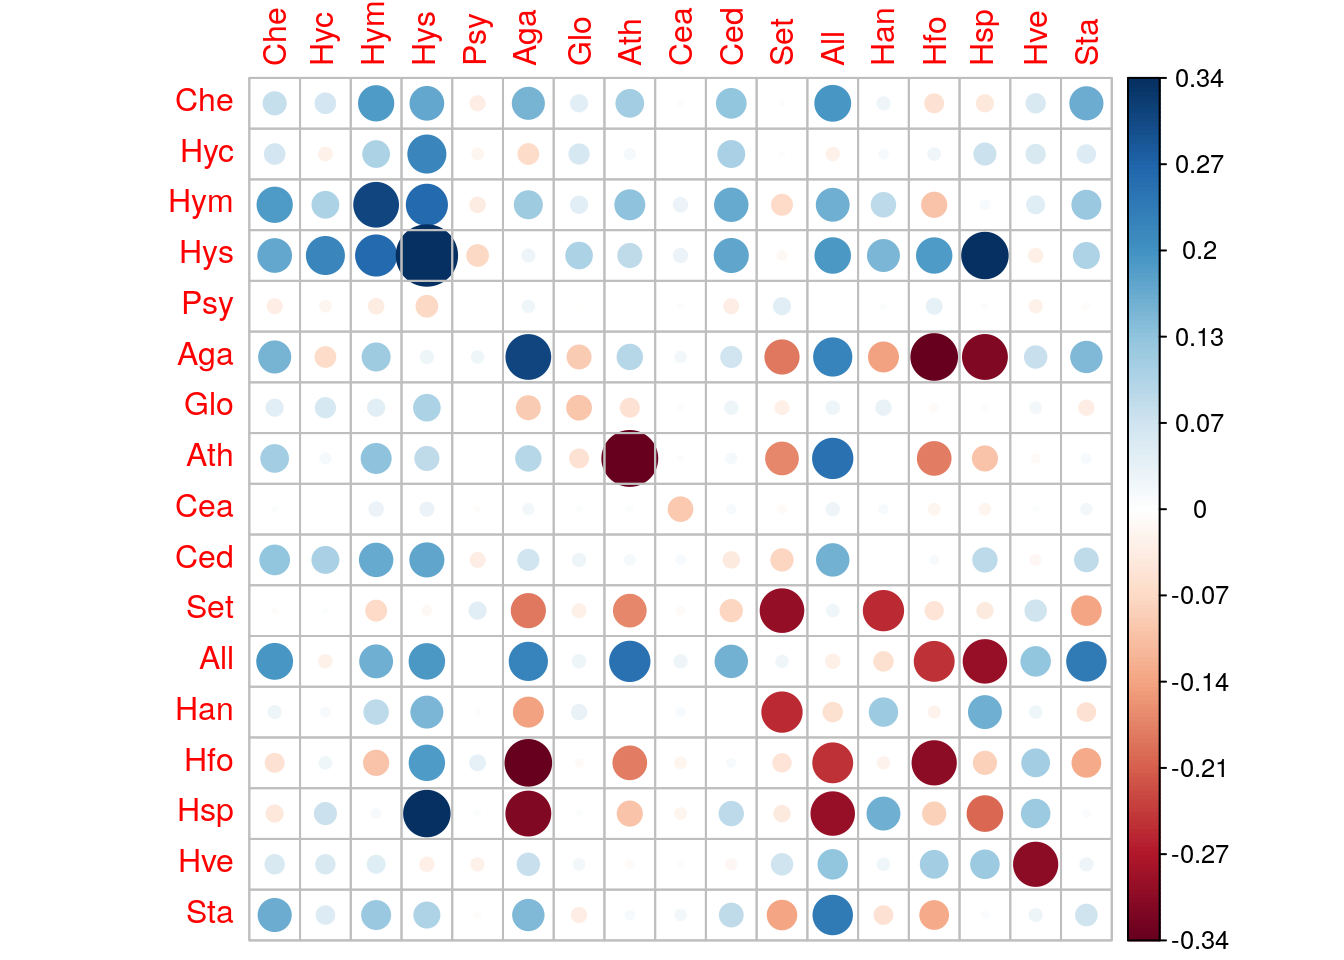 Che Hyc Hym Hys Psy Aga Glo Ath Cea Ced Set All Han Hfo Hsp Hve Sta
Che
Hyc
Hym
Hys
Psy
Aga
Glo
Ath
Cea
Ced
Set
All
Han
Hfo
Hsp
Hve
Sta
0.34
0.27
0.2
0.13
0.07
0
-0.07
-0.14
-0.21
-0.27
-0.34